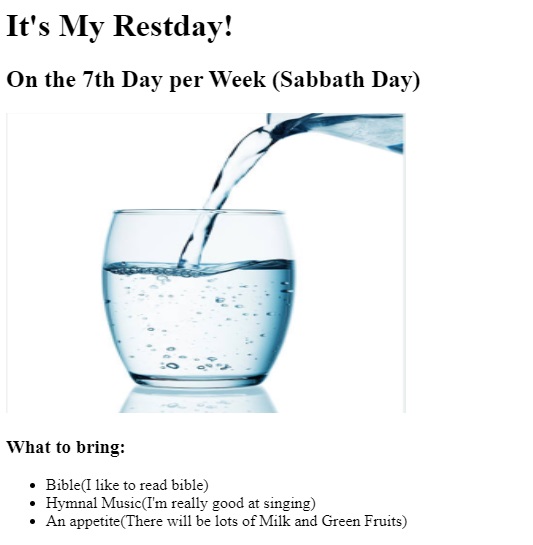 It's My Restday!
On the 7th Day per Week (Sabbath Day)
What to bring:
Bible(I like to read bible)
Hymnal Music(I'm really good at singing)
An appetite(There will be lots of Milk and Green Fruits)